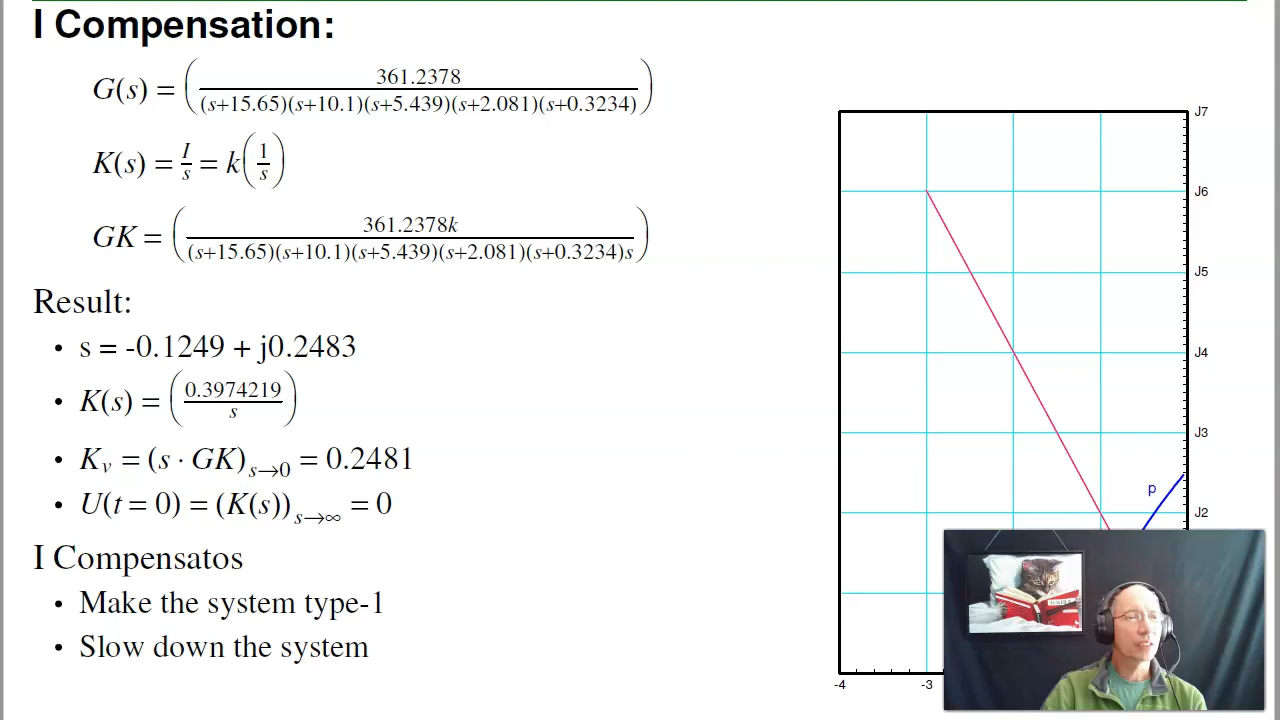 I Compensation:
G(s) = ( 361.2378 / (s+15.65)(s+10.1)(s+5.439)(s+2.081)(s+0.3234) )
K(s) = I/s = k(1/s)
GK = ( 361.2378k / (s+15.65)(s+10.1)(s+5.439)(s+2.081)(s+0.3234)s )
Result:
• s = -0.1249 + j0.2483
• K(s) = ( 0.3974219 / s )
• Kᵥ = (s · GK)ₛ→₀ = 0.2481
• U(t = 0) = (K(s))ₛ→∞ = 0
I Compensatos
• Make the system type-1
• Slow down the system
J7
J6
J5
J4
J3
p
J2
-4
-3